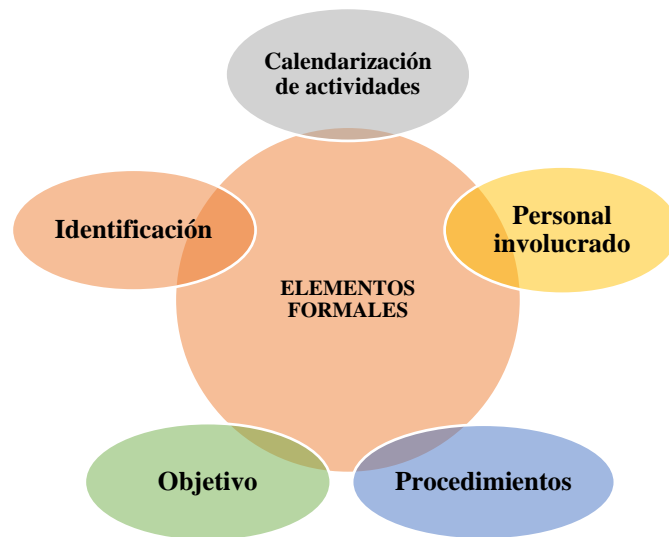 Calendarización
de actividades
Identificación
Personal
involucrado
ELEMENTOS
FORMALES
Objetivo
Procedimientos